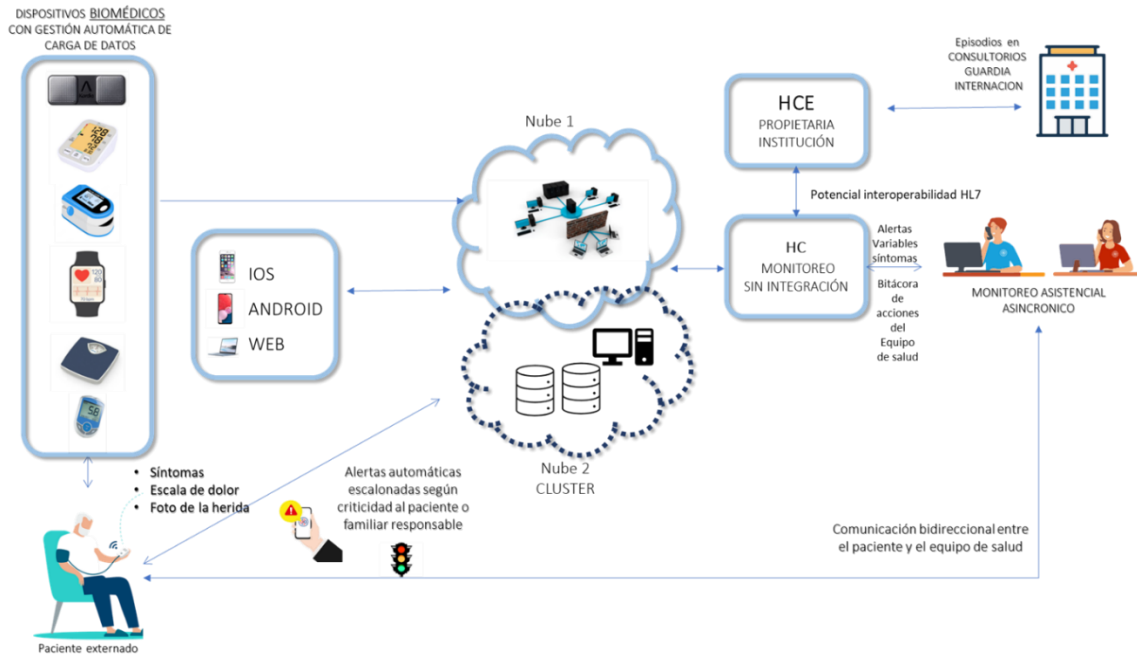 DISPOSITIVOS BIOMÉDICOS
CON GESTIÓN AUTOMÁTICA DE
CARGA DE DATOS
Nube 1
HCE
PROPIETARIA
INSTITUCIÓN
Episodios en
CONSULTORIOS
GUARDIA
INTERNACION
Potencial interoperabilidad HL7
IOS
ANDROID
WEB
HC
MONITOREO
SIN INTEGRACIÓN
Alertas
Variables
síntomas
Bitácora de
acciones
del
Equipo
de salud
MONITOREO ASISTENCIAL
ASINCRONICO
Nube 2
CLUSTER
• Síntomas
• Escala de dolor
• Foto de la herida
Alertas automáticas
escalonadas según
criticidad al paciente o
familiar responsable
Comunicación bidireccional entre
el paciente y el equipo de salud
Paciente externado